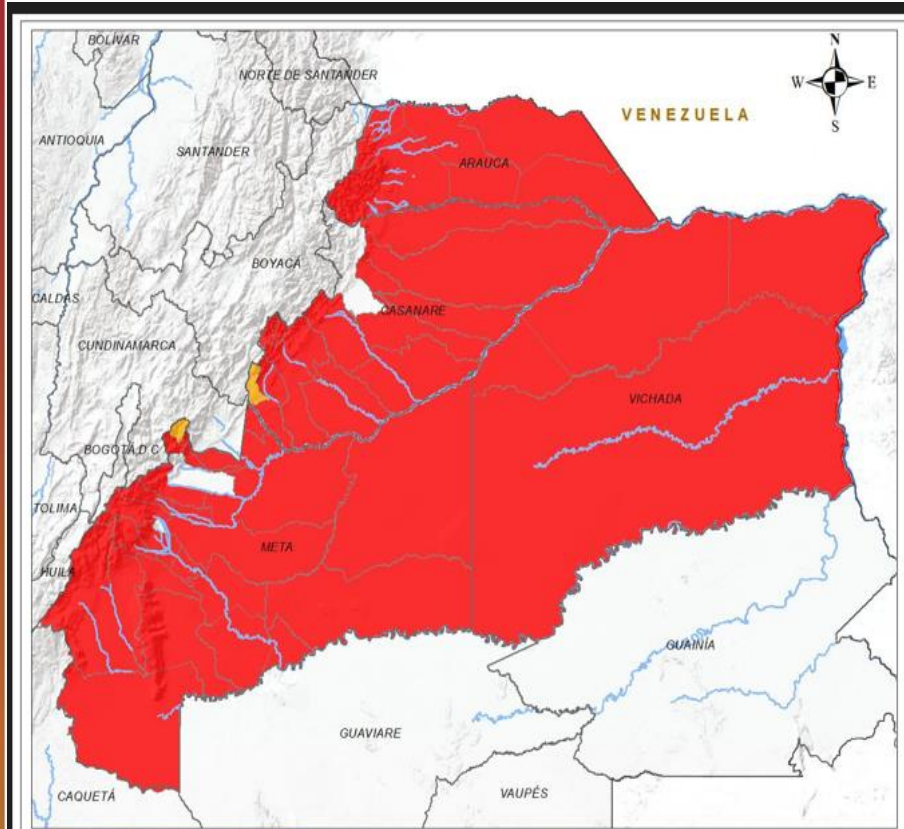 BOLÍVAR
N
NORTE DE SANTANDER
W E
S
VENEZUELA
ANTIOQUIA
SANTANDER
ARAUCA
BOYACÁ
CALDAS
CASANARE
CUNDINAMARCA
VICHADA
BOGOTÁ D.C
TOLIMA
META
HUILA
GUAINÍA
GUAVIARE
CAQUETÁ
VAUPÉS